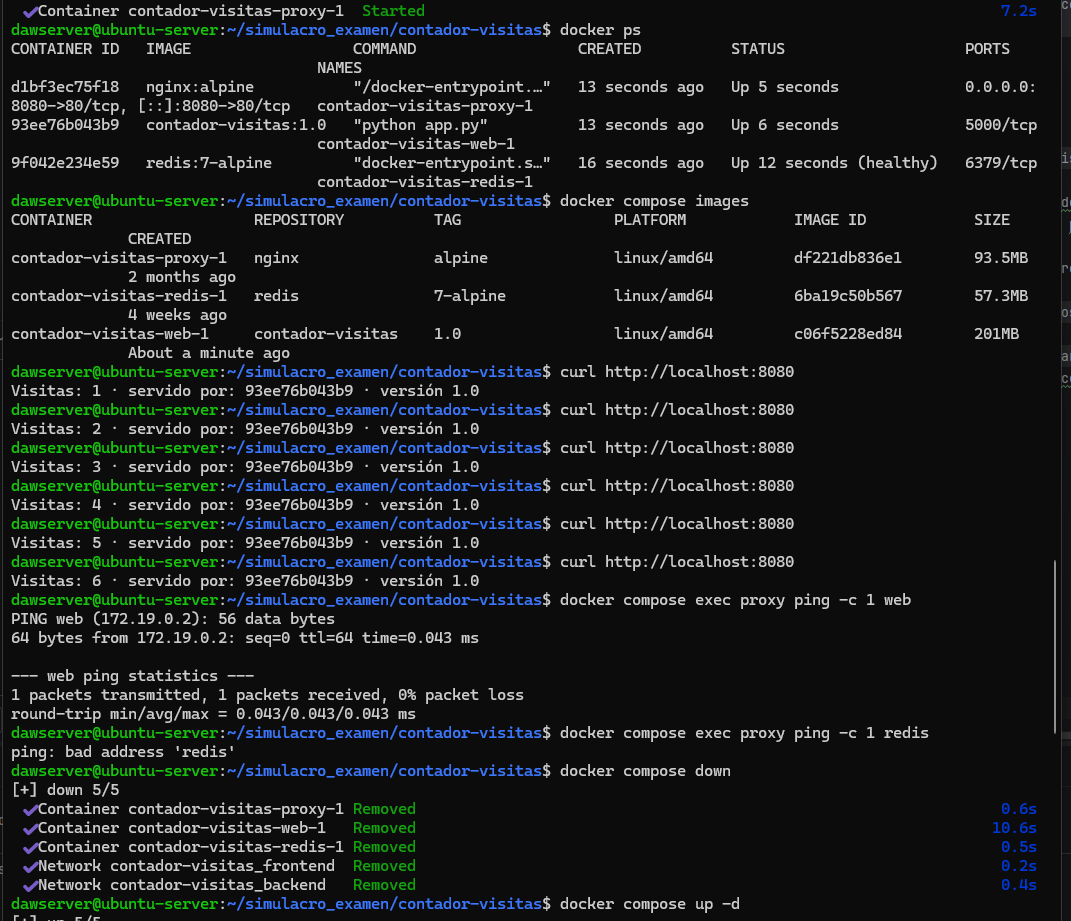 ✔Container contador-visitas-proxy-1  Started 7.2s
dawserver@ubuntu-server:~/simulacro_examen/contador-visitas$ docker ps
CONTAINER ID   IMAGE                  COMMAND                  CREATED          STATUS                    PORTS
NAMES
d1bf3ec75f18   nginx:alpine           "/docker-entrypoint.…"   13 seconds ago   Up 5 seconds              0.0.0.0:
8080->80/tcp, [::]:8080->80/tcp   contador-visitas-proxy-1
93ee76b043b9   contador-visitas:1.0   "python app.py"          13 seconds ago   Up 6 seconds              5000/tcp
contador-visitas-web-1
9f042e234e59   redis:7-alpine         "docker-entrypoint.s…"   16 seconds ago   Up 12 seconds (healthy)   6379/tcp
contador-visitas-redis-1
dawserver@ubuntu-server:~/simulacro_examen/contador-visitas$ docker compose images
CONTAINER                  REPOSITORY          TAG                 PLATFORM            IMAGE ID            SIZE
CREATED
contador-visitas-proxy-1   nginx               alpine              linux/amd64         df221db836e1        93.5MB
2 months ago
contador-visitas-redis-1   redis               7-alpine            linux/amd64         6ba19c50b567        57.3MB
4 weeks ago
contador-visitas-web-1     contador-visitas    1.0                 linux/amd64         c06f5228ed84        201MB
About a minute ago
dawserver@ubuntu-server:~/simulacro_examen/contador-visitas$ curl http://localhost:8080
Visitas: 1 · servido por: 93ee76b043b9 · versión 1.0
dawserver@ubuntu-server:~/simulacro_examen/contador-visitas$ curl http://localhost:8080
Visitas: 2 · servido por: 93ee76b043b9 · versión 1.0
dawserver@ubuntu-server:~/simulacro_examen/contador-visitas$ curl http://localhost:8080
Visitas: 3 · servido por: 93ee76b043b9 · versión 1.0
dawserver@ubuntu-server:~/simulacro_examen/contador-visitas$ curl http://localhost:8080
Visitas: 4 · servido por: 93ee76b043b9 · versión 1.0
dawserver@ubuntu-server:~/simulacro_examen/contador-visitas$ curl http://localhost:8080
Visitas: 5 · servido por: 93ee76b043b9 · versión 1.0
dawserver@ubuntu-server:~/simulacro_examen/contador-visitas$ curl http://localhost:8080
Visitas: 6 · servido por: 93ee76b043b9 · versión 1.0
dawserver@ubuntu-server:~/simulacro_examen/contador-visitas$ docker compose exec proxy ping -c 1 web
PING web (172.19.0.2): 56 data bytes
64 bytes from 172.19.0.2: seq=0 ttl=64 time=0.043 ms
--- web ping statistics ---
1 packets transmitted, 1 packets received, 0% packet loss
round-trip min/avg/max = 0.043/0.043/0.043 ms
dawserver@ubuntu-server:~/simulacro_examen/contador-visitas$ docker compose exec proxy ping -c 1 redis
ping: bad address 'redis'
dawserver@ubuntu-server:~/simulacro_examen/contador-visitas$ docker compose down
[+] down 5/5
✔Container contador-visitas-proxy-1 Removed 0.6s
✔Container contador-visitas-web-1   Removed 10.6s
✔Container contador-visitas-redis-1 Removed 0.5s
✔Network contador-visitas_frontend  Removed 0.2s
✔Network contador-visitas_backend   Removed 0.4s
dawserver@ubuntu-server:~/simulacro_examen/contador-visitas$ docker compose up -d
[+] up 5/5